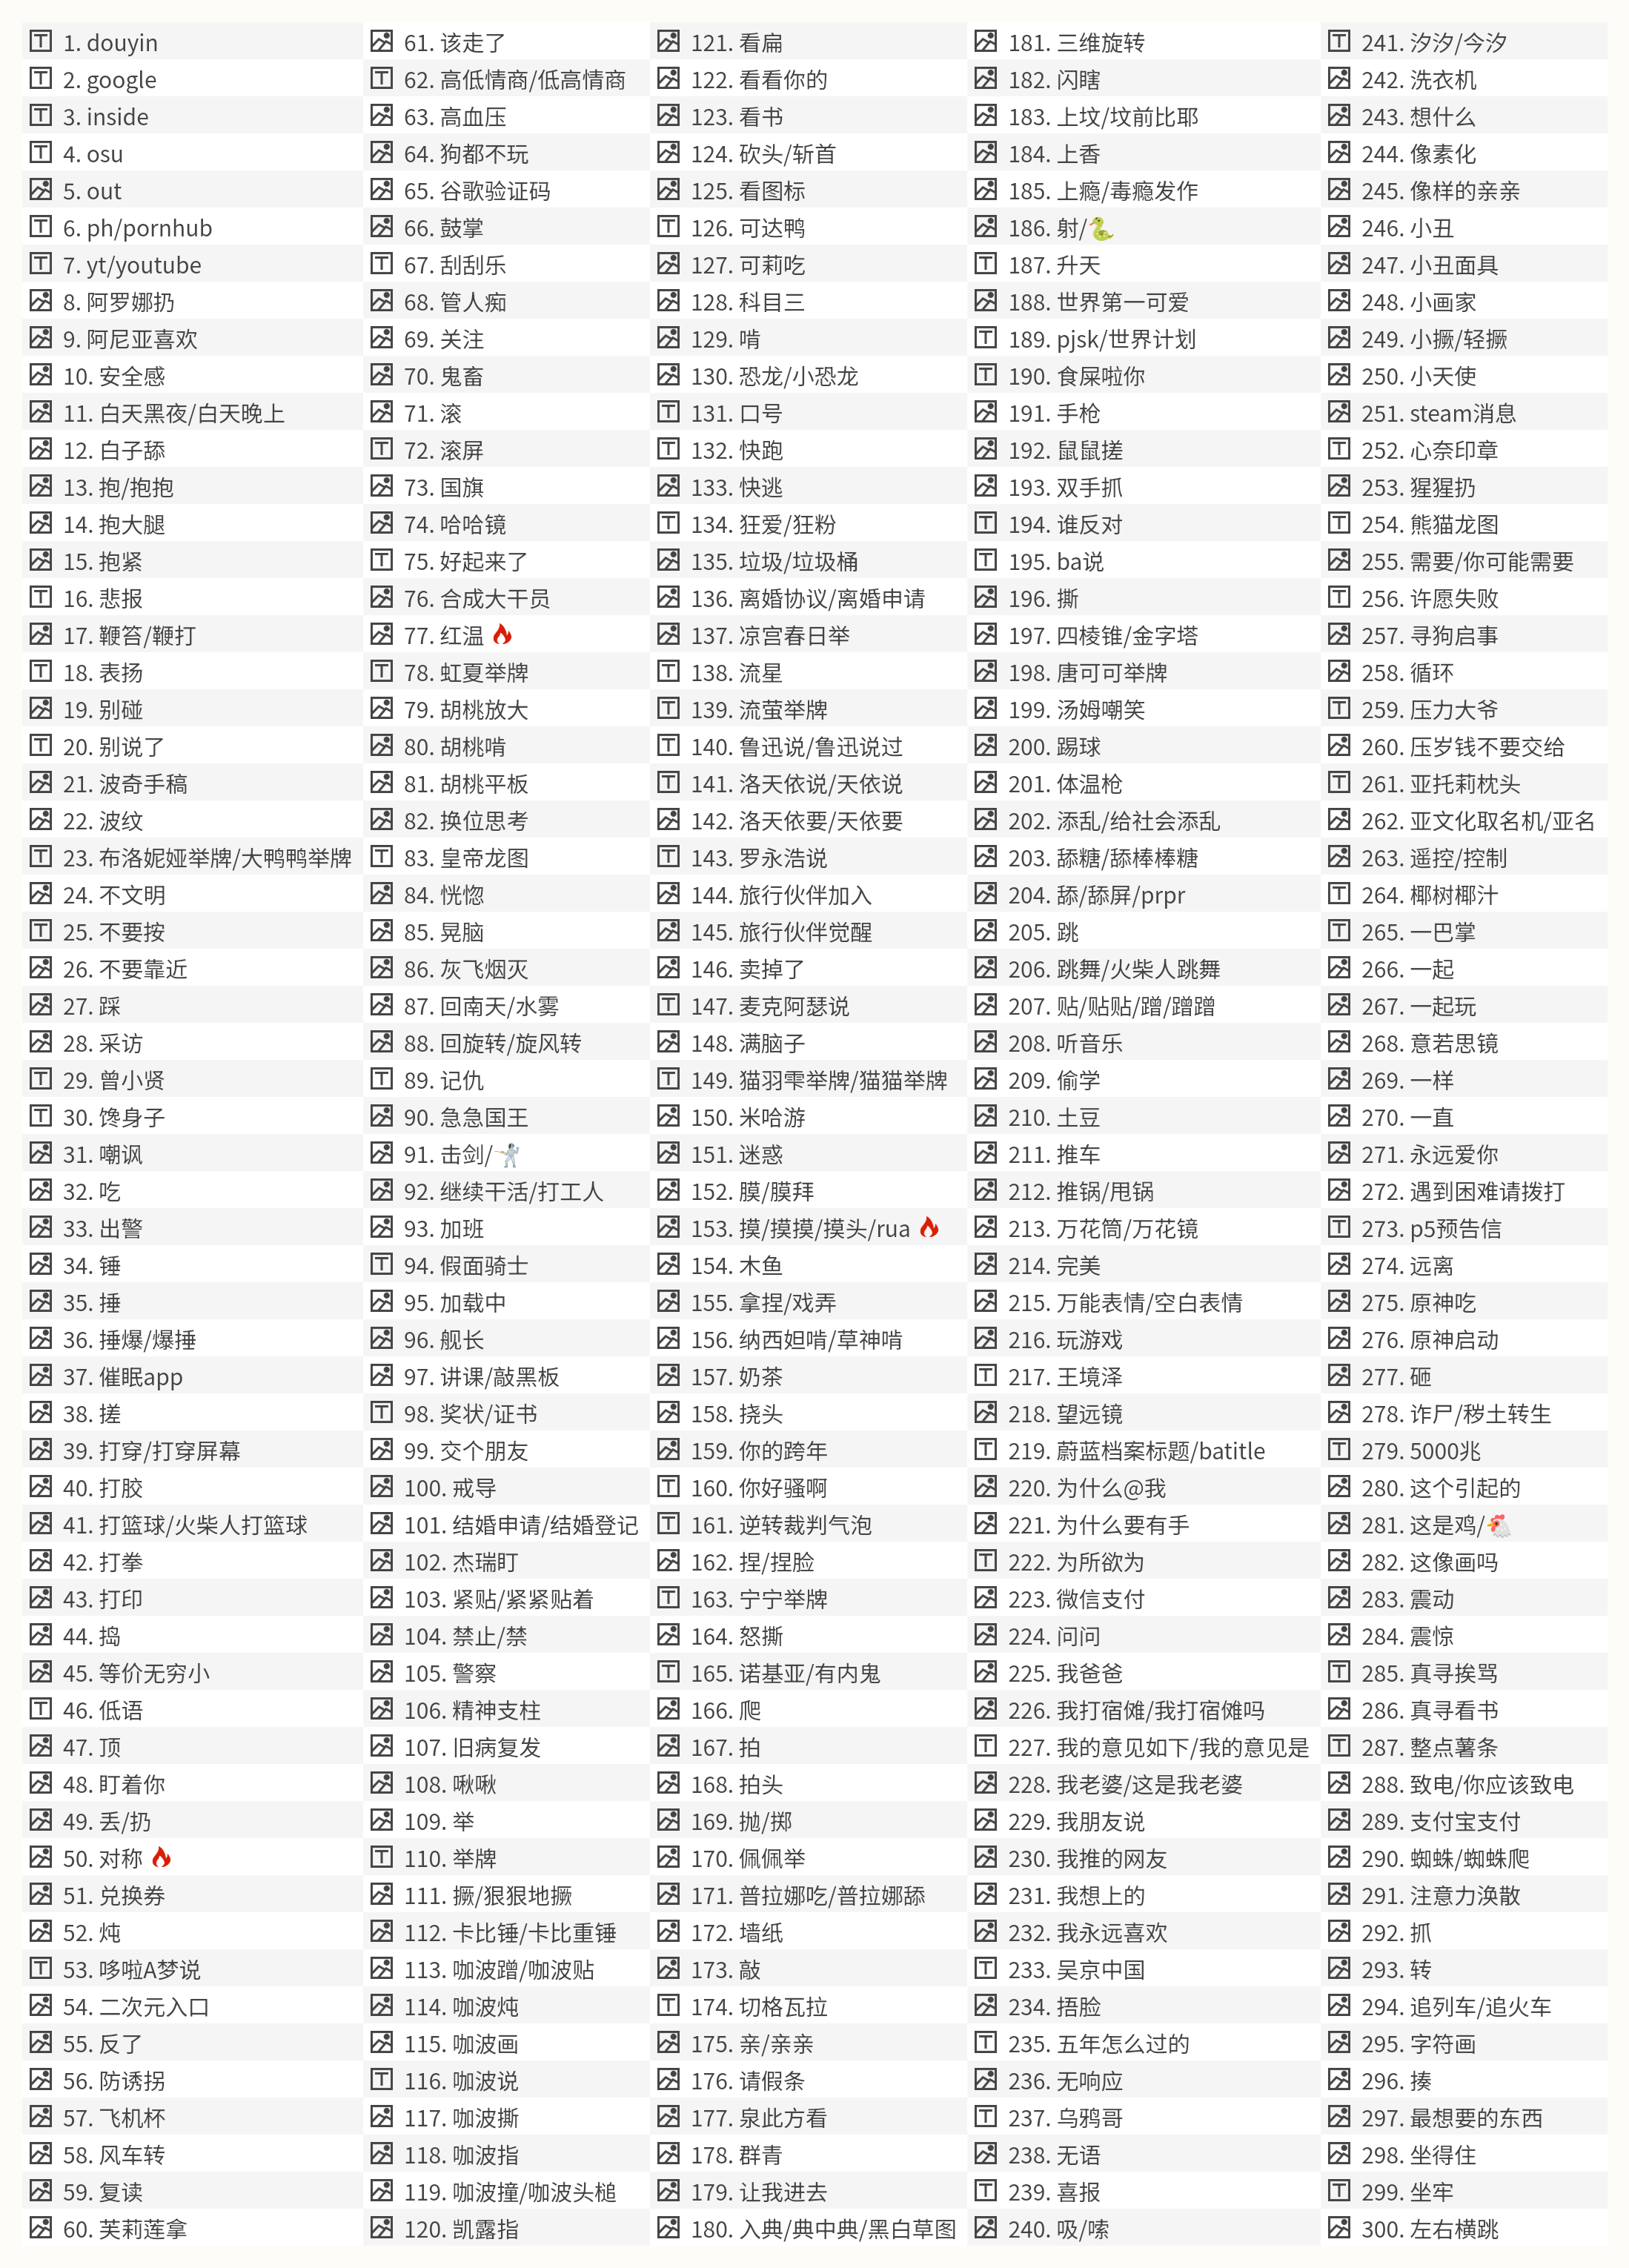 1. douyin
2. google
3. inside
4. osu
5. out
6. ph/pornhub
7. yt/youtube
8. 阿罗娜扔
9. 阿尼亚喜欢
10. 安全感
11. 白天黑夜/白天晚上
12. 白子舔
13. 抱/抱抱
14. 抱大腿
15. 抱紧
16. 悲报
17. 鞭笞/鞭打
18. 表扬
19. 别碰
20. 别说了
21. 波奇手稿
22. 波纹
23. 布洛妮娅举牌/大鸭鸭举牌
24. 不文明
25. 不要按
26. 不要靠近
27. 踩
28. 采访
29. 曾小贤
30. 馋身子
31. 嘲讽
32. 吃
33. 出警
34. 锤
35. 捶
36. 捶爆/爆捶
37. 催眠app
38. 搓
39. 打穿/打穿屏幕
40. 打胶
41. 打篮球/火柴人打篮球
42. 打拳
43. 打印
44. 捣
45. 等价无穷小
46. 低语
47. 顶
48. 盯着你
49. 丢/扔
50. 对称
51. 兑换券
52. 炖
53. 哆啦A梦说
54. 二次元入口
55. 反了
56. 防诱拐
57. 飞机杯
58. 风车转
59. 复读
60. 芙莉莲拿
61. 该走了
62. 高低情商/低高情商
63. 高血压
64. 狗都不玩
65. 谷歌验证码
66. 鼓掌
67. 刮刮乐
68. 管人痴
69. 关注
70. 鬼畜
71. 滚
72. 滚屏
73. 国旗
74. 哈哈镜
75. 好起来了
76. 合成大干员
77. 红温
78. 虹夏举牌
79. 胡桃放大
80. 胡桃啃
81. 胡桃平板
82. 换位思考
83. 皇帝龙图
84. 恍惚
85. 晃脑
86. 灰飞烟灭
87. 回南天/水雾
88. 回旋转/旋风转
89. 记仇
90. 急急国王
91. 击剑/🤺
92. 继续干活/打工人
93. 加班
94. 假面骑士
95. 加载中
96. 舰长
97. 讲课/敲黑板
98. 奖状/证书
99. 交个朋友
100. 戒导
101. 结婚申请/结婚登记
102. 杰瑞盯
103. 紧贴/紧紧贴着
104. 禁止/禁
105. 警察
106. 精神支柱
107. 旧病复发
108. 啾啾
109. 举
110. 举牌
111. 撅/狠狠地撅
112. 卡比锤/卡比重锤
113. 咖波蹭/咖波贴
114. 咖波炖
115. 咖波画
116. 咖波说
117. 咖波撕
118. 咖波指
119. 咖波撞/咖波头槌
120. 凯露指
121. 看扁
122. 看看你的
123. 看书
124. 砍头/斩首
125. 看图标
126. 可达鸭
127. 可莉吃
128. 科目三
129. 啃
130. 恐龙/小恐龙
131. 口号
132. 快跑
133. 快逃
134. 狂爱/狂粉
135. 垃圾/垃圾桶
136. 离婚协议/离婚申请
137. 凉宫春日举
138. 流星
139. 流萤举牌
140. 鲁迅说/鲁迅说过
141. 洛天依说/天依说
142. 洛天依要/天依要
143. 罗永浩说
144. 旅行伙伴加入
145. 旅行伙伴觉醒
146. 卖掉了
147. 麦克阿瑟说
148. 满脑子
149. 猫羽雫举牌/猫猫举牌
150. 米哈游
151. 迷惑
152. 膜/膜拜
153. 摸/摸摸/摸头/rua
154. 木鱼
155. 拿捏/戏弄
156. 纳西妲啃/草神啃
157. 奶茶
158. 挠头
159. 你的跨年
160. 你好骚啊
161. 逆转裁判气泡
162. 捏/捏脸
163. 宁宁举牌
164. 怒撕
165. 诺基亚/有内鬼
166. 爬
167. 拍
168. 拍头
169. 抛/掷
170. 佩佩举
171. 普拉娜吃/普拉娜舔
172. 墙纸
173. 敲
174. 切格瓦拉
175. 亲/亲亲
176. 请假条
177. 泉此方看
178. 群青
179. 让我进去
180. 入典/典中典/黑白草图
181. 三维旋转
182. 闪瞎
183. 上坟/坟前比耶
184. 上香
185. 上瘾/毒瘾发作
186. 射/🐍
187. 升天
188. 世界第一可爱
189. pjsk/世界计划
190. 食屎啦你
191. 手枪
192. 鼠鼠搓
193. 双手抓
194. 谁反对
195. ba说
196. 撕
197. 四棱锥/金字塔
198. 唐可可举牌
199. 汤姆嘲笑
200. 踢球
201. 体温枪
202. 添乱/给社会添乱
203. 舔糖/舔棒棒糖
204. 舔/舔屏/prpr
205. 跳
206. 跳舞/火柴人跳舞
207. 贴/贴贴/蹭/蹭蹭
208. 听音乐
209. 偷学
210. 土豆
211. 推车
212. 推锅/甩锅
213. 万花筒/万花镜
214. 完美
215. 万能表情/空白表情
216. 玩游戏
217. 王境泽
218. 望远镜
219. 蔚蓝档案标题/batitle
220. 为什么@我
221. 为什么要有手
222. 为所欲为
223. 微信支付
224. 问问
225. 我爸爸
226. 我打宿傩/我打宿傩吗
227. 我的意见如下/我的意见是
228. 我老婆/这是我老婆
229. 我朋友说
230. 我推的网友
231. 我想上的
232. 我永远喜欢
233. 吴京中国
234. 捂脸
235. 五年怎么过的
236. 无响应
237. 乌鸦哥
238. 无语
239. 喜报
240. 吸/嗦
241. 汐汐/今汐
242. 洗衣机
243. 想什么
244. 像素化
245. 像样的亲亲
246. 小丑
247. 小丑面具
248. 小画家
249. 小撅/轻撅
250. 小天使
251. steam消息
252. 心奈印章
253. 猩猩扔
254. 熊猫龙图
255. 需要/你可能需要
256. 许愿失败
257. 寻狗启事
258. 循环
259. 压力大爷
260. 压岁钱不要交给
261. 亚托莉枕头
262. 亚文化取名机/亚名
263. 遥控/控制
264. 椰树椰汁
265. 一巴掌
266. 一起
267. 一起玩
268. 意若思镜
269. 一样
270. 一直
271. 永远爱你
272. 遇到困难请拨打
273. p5预告信
274. 远离
275. 原神吃
276. 原神启动
277. 砸
278. 诈尸/秽土转生
279. 5000兆
280. 这个引起的
281. 这是鸡/🐔
282. 这像画吗
283. 震动
284. 震惊
285. 真寻挨骂
286. 真寻看书
287. 整点薯条
288. 致电/你应该致电
289. 支付宝支付
290. 蜘蛛/蜘蛛爬
291. 注意力涣散
292. 抓
293. 转
294. 追列车/追火车
295. 字符画
296. 揍
297. 最想要的东西
298. 坐得住
299. 坐牢
300. 左右横跳